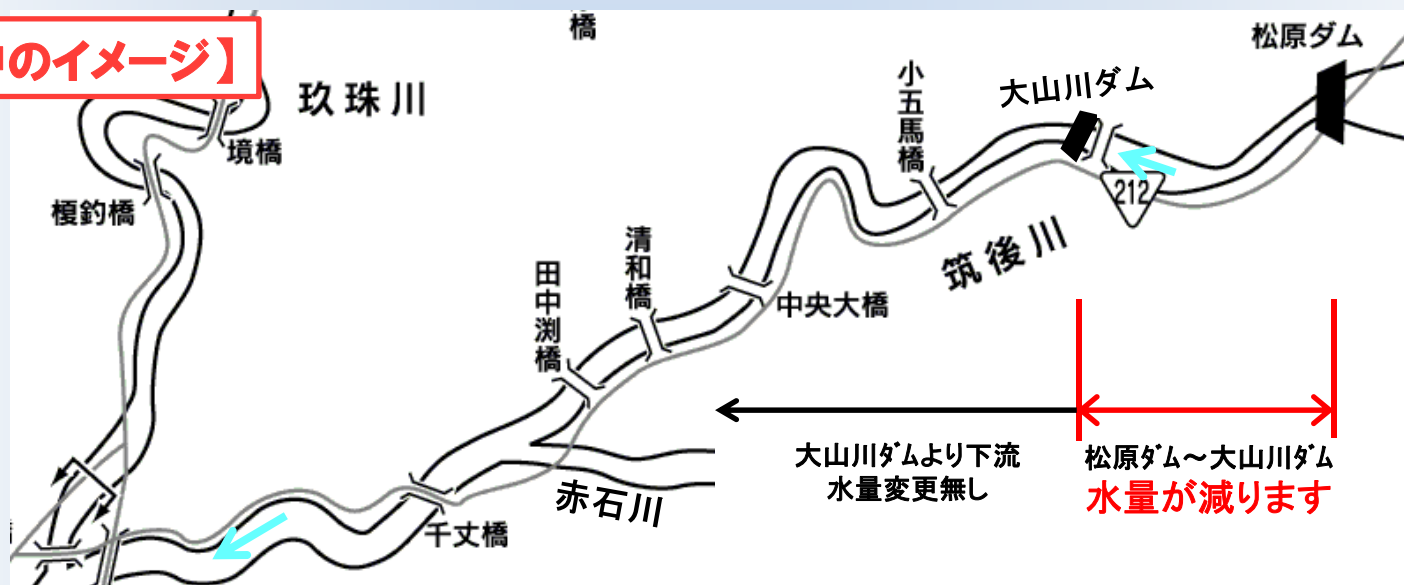 のイメージ】
橋
松原ダム
玖珠川
小五馬橋
大山川ダム
境橋
榎釣橋
212
清和橋
筑後川
田中渕橋
中央大橋
大山川ダムより下流
水量変更無し
松原ダム～大山川ダム
水量が減ります
赤石川
千丈橋